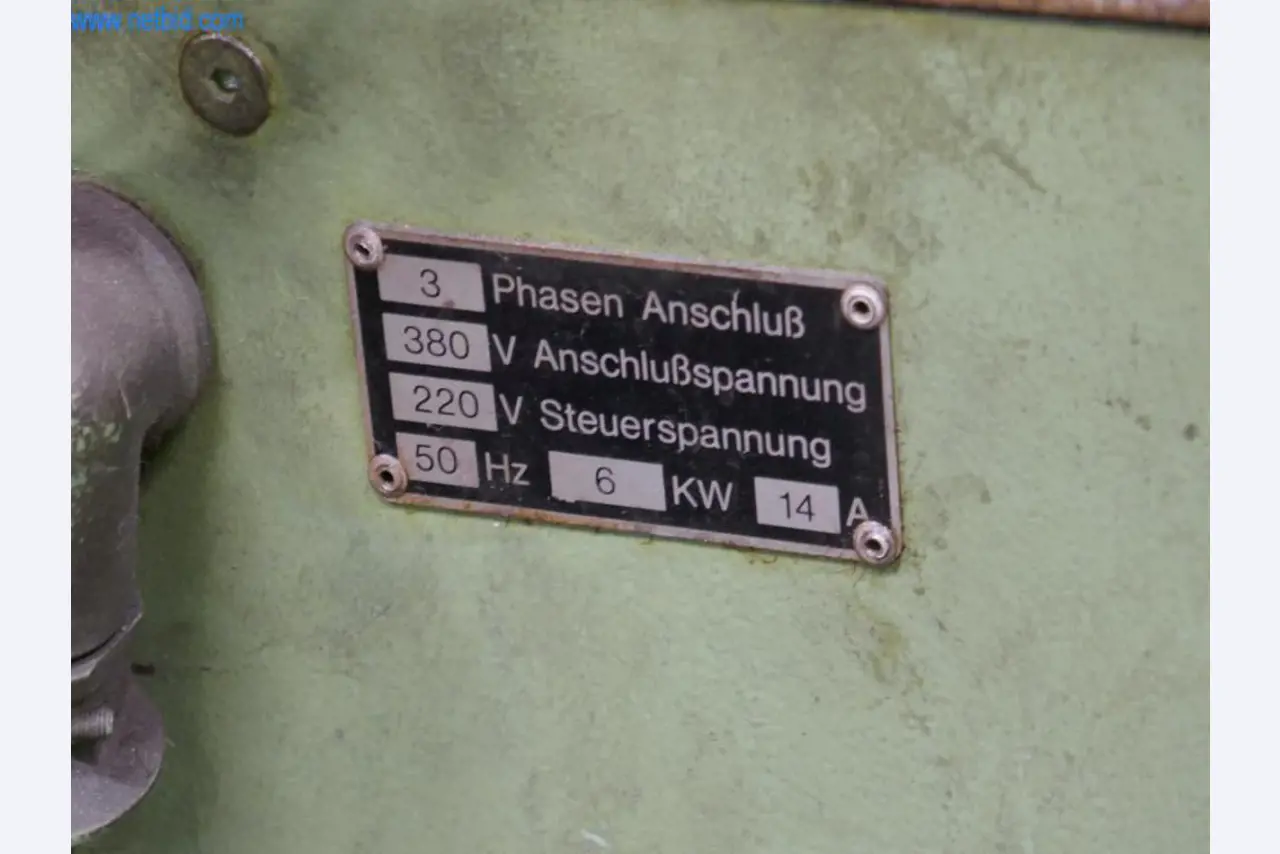 www.netbid.com
3 Phasen Anschluß
380 V Anschlußspannung
220 V Steuerspannung
50 Hz 6 KW 14 A